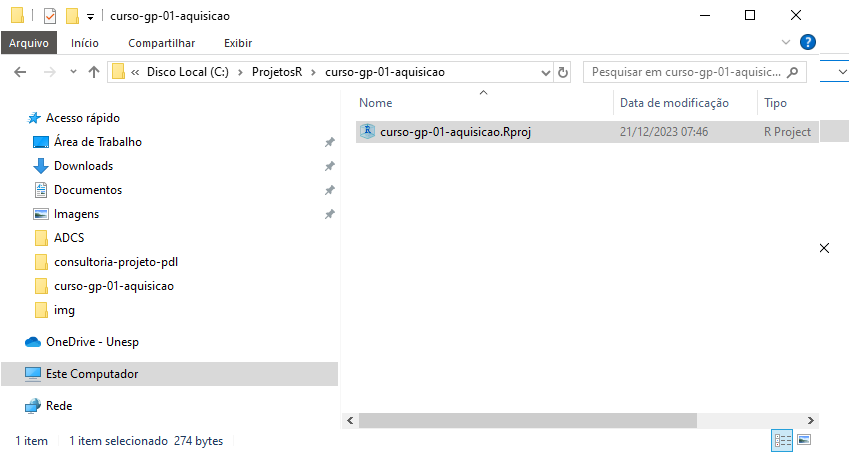 curso-gp-01-aquisicao
Arquivo Início Compartilhar Exibir
« Disco Local (C:) > ProjetosR > curso-gp-01-aquisicao Pesquisar em curso-gp-01-aquisic...
Nome Data de modificação Tipo
curso-gp-01-aquisicao.Rproj 21/12/2023 07:46 R Project
Acesso rápido
Área de Trabalho
Downloads
Documentos
Imagens
ADCS
consultoria-projeto-pdl
curso-gp-01-aquisicao
img
OneDrive - Unesp
Este Computador
Rede
1 item 1 item selecionado 274 bytes